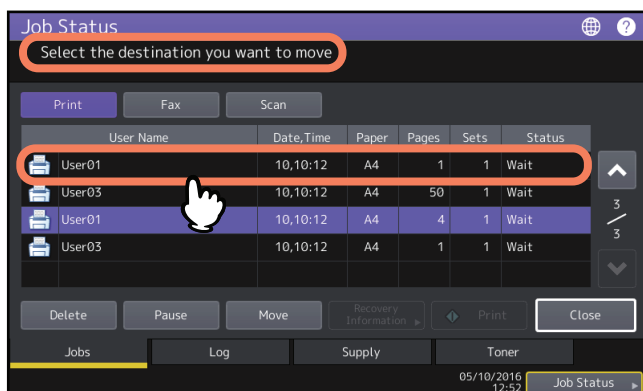 Job Status
?
Select the destination you want to move
Print Fax Scan
User Name Date,Time Paper Pages Sets Status
User01 10,10:12 A4 1 1 Wait
User03 10,10:12 A4 50 1 Wait
User01 10,10:12 A4 4 1 Wait
User03 10,10:12 A4 1 1 Wait
3
3
Delete Pause Move Recovery Information Print Close
Jobs Log Supply Toner
05/10/2016
12:52 Job Status